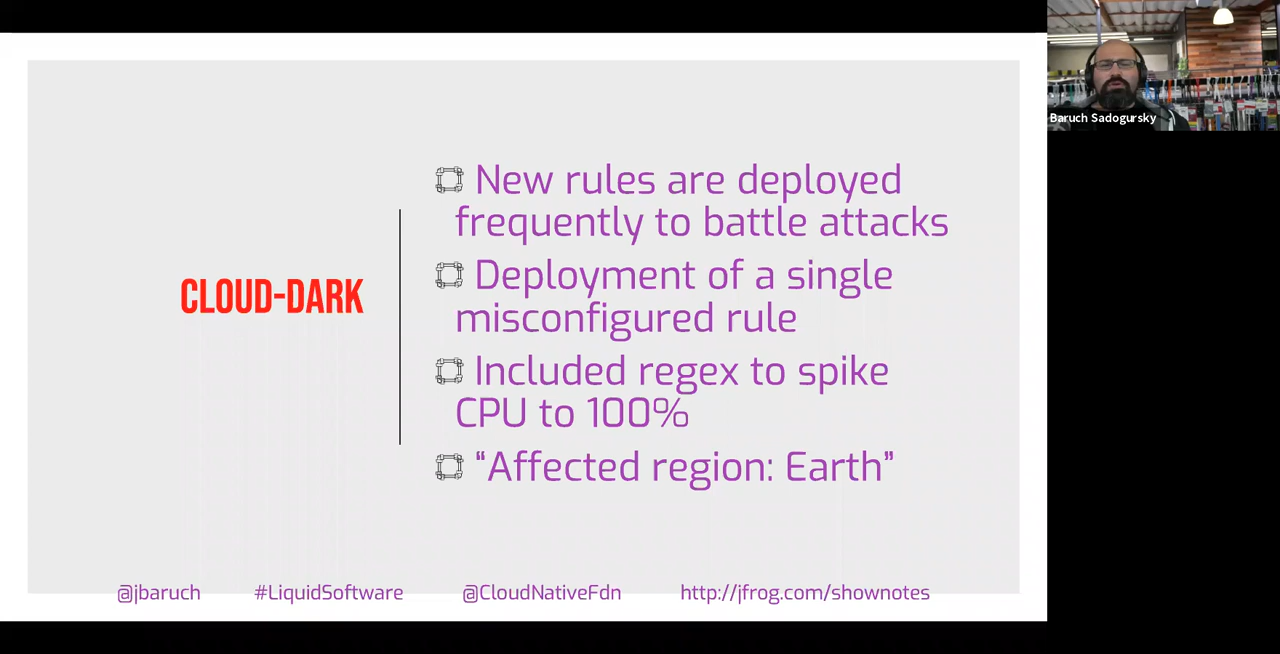 CLOUD-DARK
New rules are deployed
frequently to battle attacks
Deployment of a single
misconfigured rule
Included regex to spike
CPU to 100%
“Affected region: Earth”
@jbaruch #LiquidSoftware @CloudNativeFdn http://jfrog.com/shownotes
Baruch Sadogursky